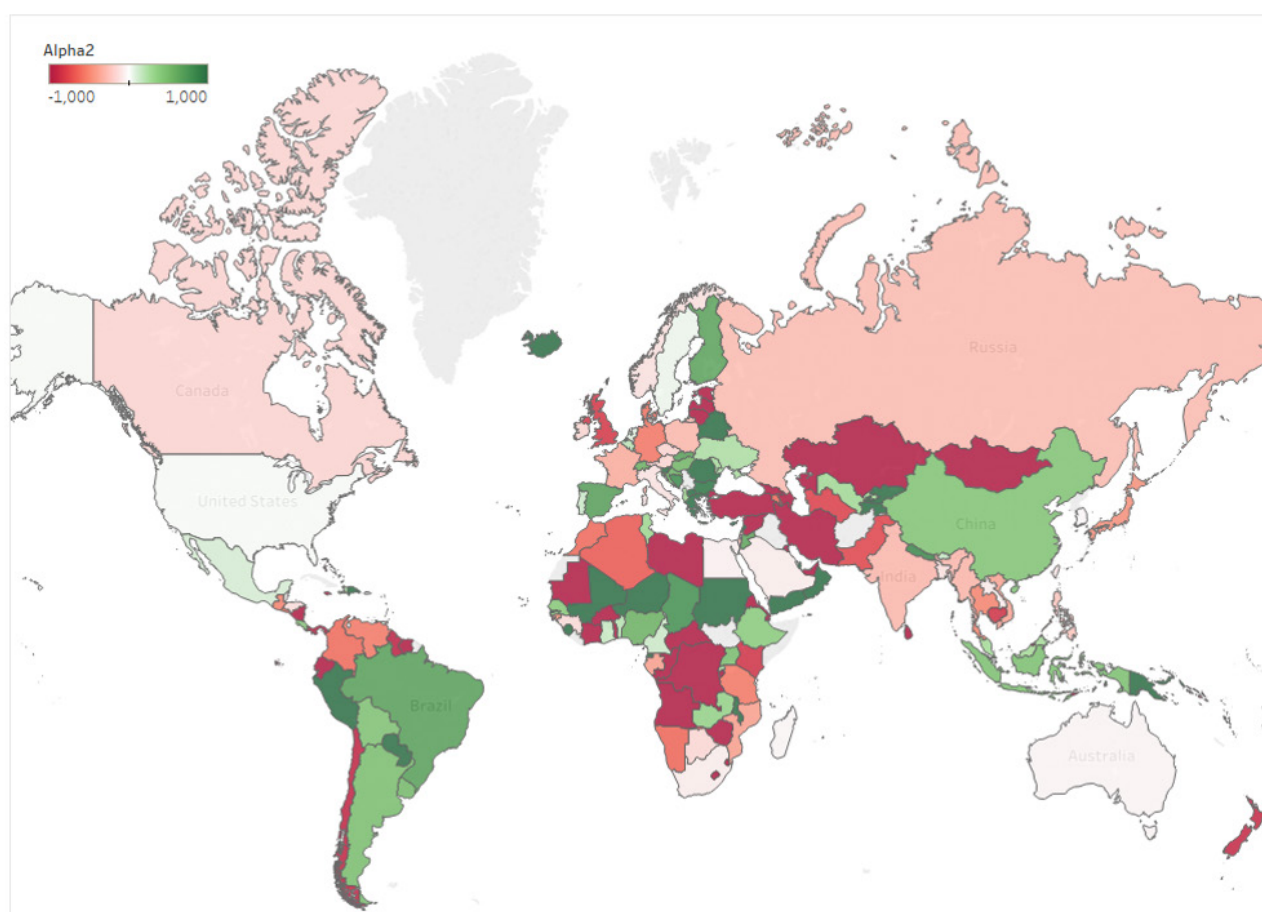 Alpha2
-1,000 1,000
Russia
Canada
United States
China
India
Brazil
Australia